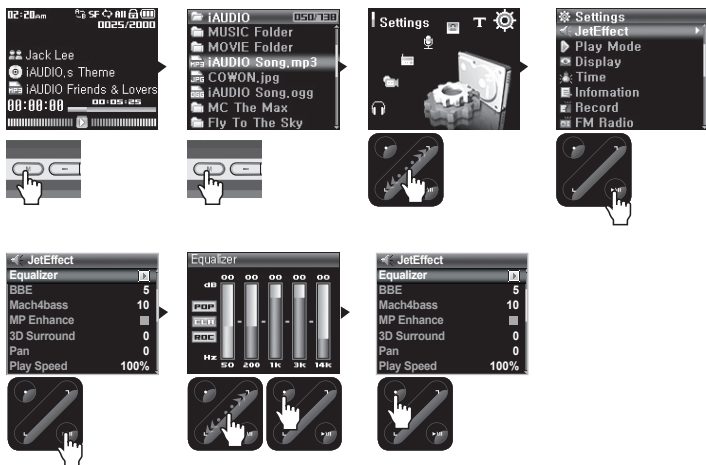 02:20AM SF All
0025/2000
Jack Lee
iAUDIO,s Theme
iAUDIO Friends & Lovers
00:00:00 00:05:25
iAUDIO 050/138
MUSIC Folder
MOVIE Folder
iAUDIO Song.mp3
COWON.jpg
iAUDIO Song.ogg
MC The Max
Fly To The Sky
Settings T
Settings
JetEffect
Play Mode
Display
Time
Infomation
Record
FM Radio
M
M
JetEffect
Equalizer
BBE 5
Mach4bass 10
MP Enhance
3D Surround 0
Pan 0
Play Speed 100%
Equalizer
00 00 00 00 00
dB
POP
ROC
Hz
50 200 1k 3k 14k
JetEffect
Equalizer
BBE 5
Mach4bass 10
MP Enhance
3D Surround 0
Pan 0
Play Speed 100%